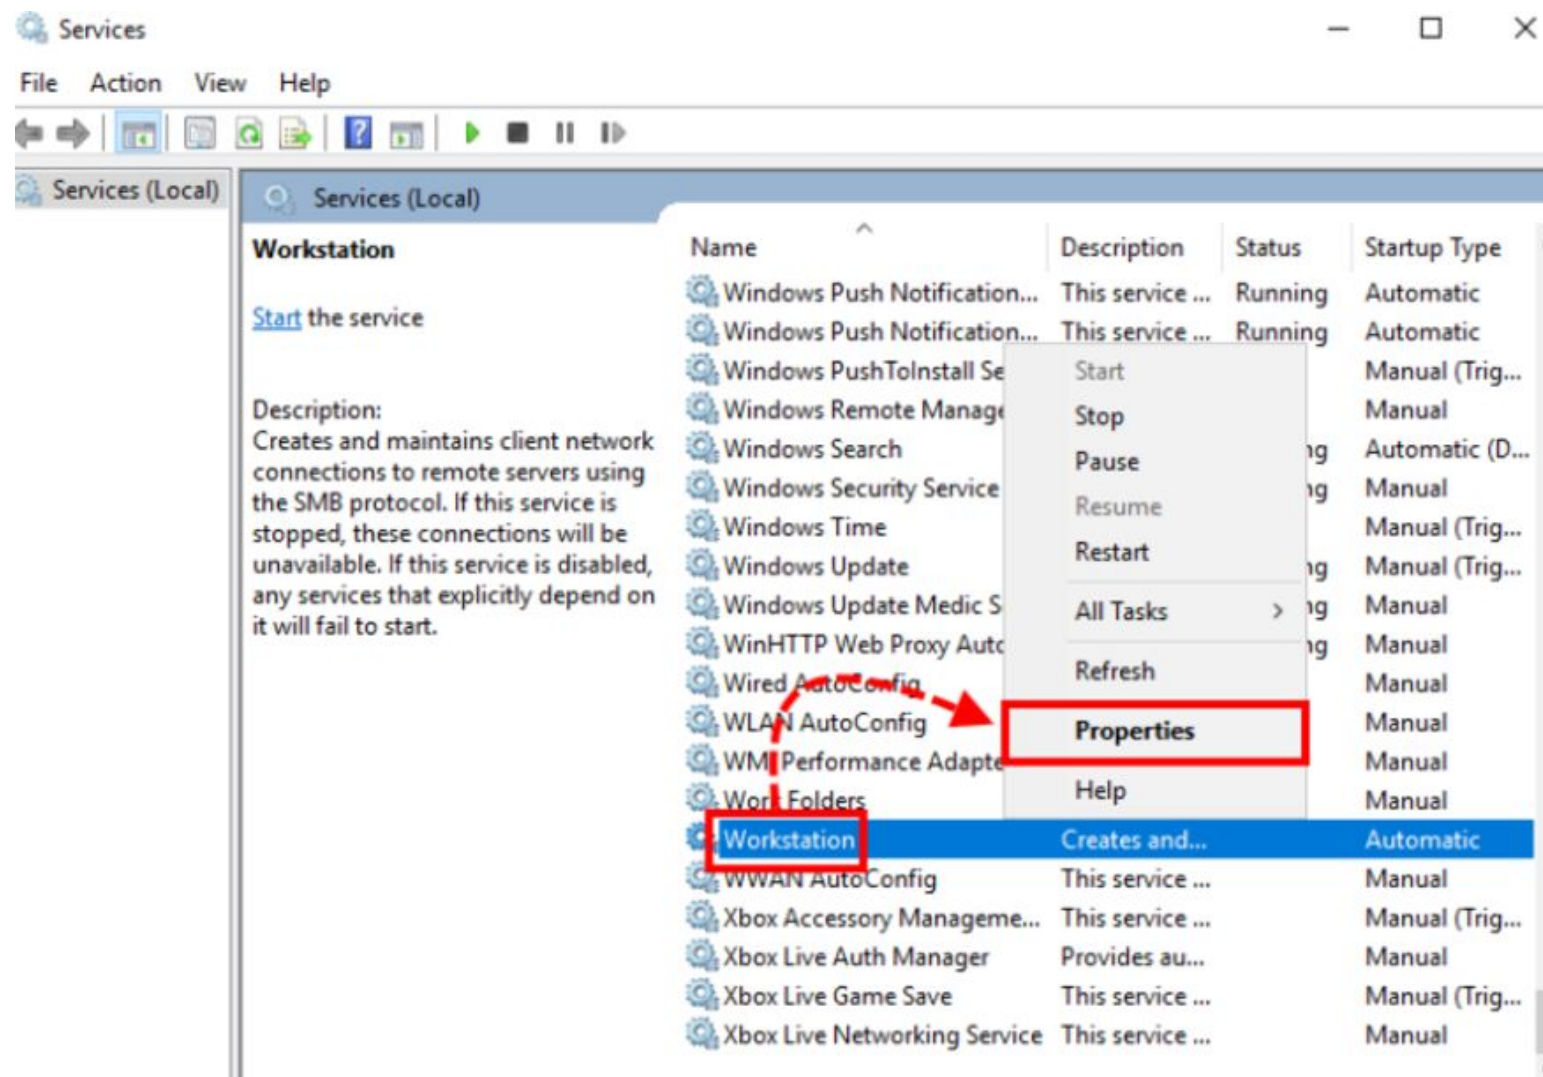 Services
File Action View Help
Services (Local)
Services (Local)
Workstation
Start the service
Description:
Creates and maintains client network
connections to remote servers using
the SMB protocol. If this service is
stopped, these connections will be
unavailable. If this service is disabled,
any services that explicitly depend on
it will fail to start.
Name Description Status Startup Type
Windows Push Notification... This service ... Running Automatic
Windows Push Notification... This service ... Running Automatic
Windows PushToInstall Se Manual (Trig...
Windows Remote Manage Manual
Windows Search ng Automatic (D...
Windows Security Service ng Manual
Windows Time Manual (Trig...
Windows Update ng Manual (Trig...
Windows Update Medic S ng Manual
WinHTTP Web Proxy Auto ng Manual
Wired AutoConfig Manual
WLAN AutoConfig Manual
WMI Performance Adapte Manual
Work Folders Manual
Workstation Creates and... Automatic
WWAN AutoConfig This service ... Manual
Xbox Accessory Manageme... This service ... Manual (Trig...
Xbox Live Auth Manager Provides au... Manual
Xbox Live Game Save This service ... Manual (Trig...
Xbox Live Networking Service This service ... Manual
Start
Stop
Pause
Resume
Restart
All Tasks
Refresh
Properties
Help